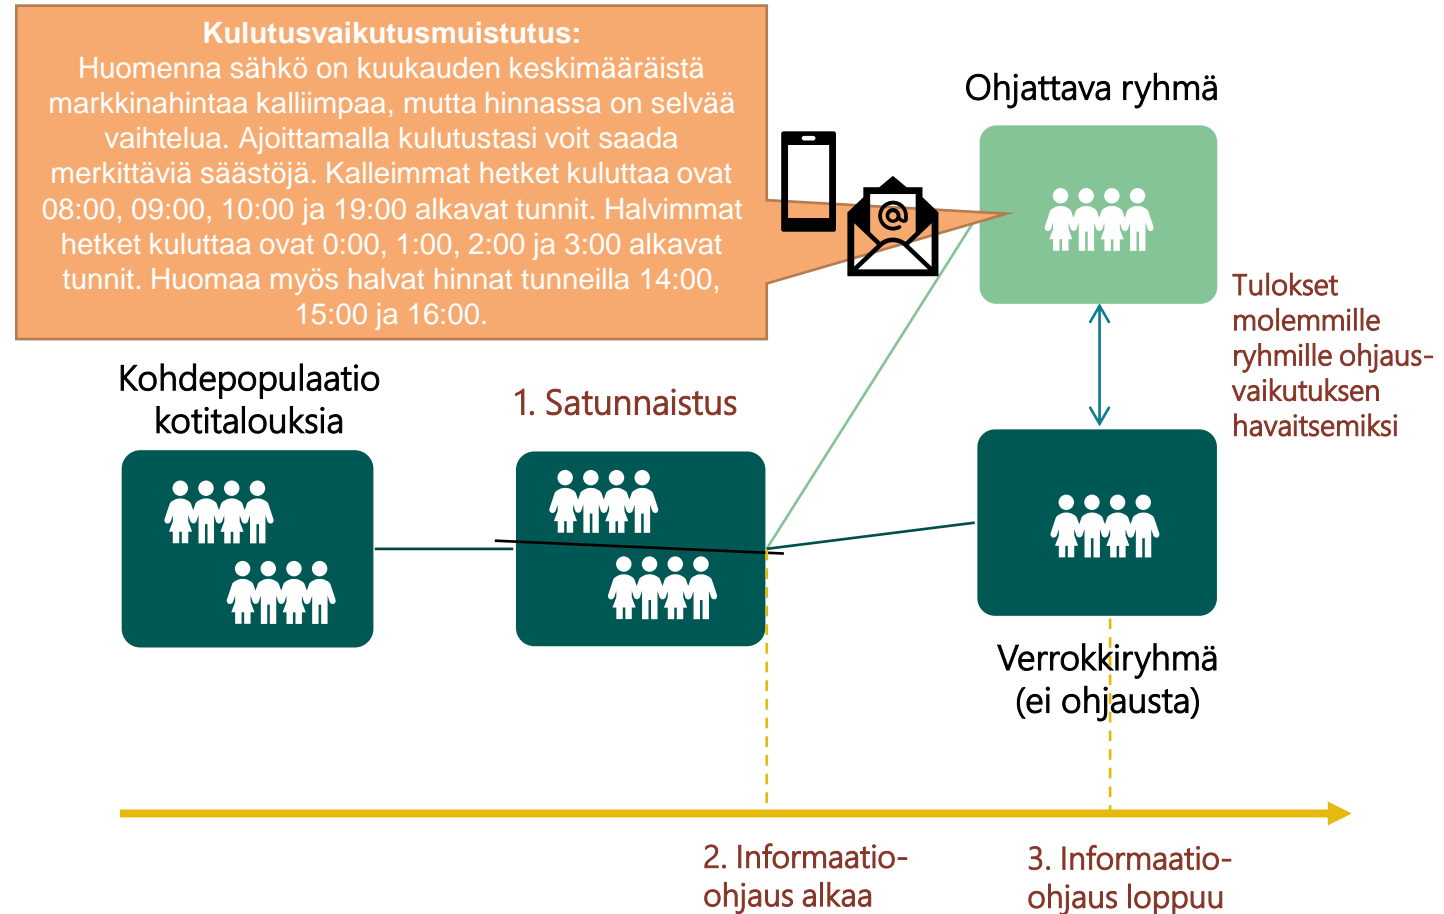 Kulutusvaikutusmuistutus:
Huomenna sähkö on kuukauden keskimääräistä
markkinahintaa kalliimpaa, mutta hinnassa on selvää
vaihtelua. Ajoittamalla kulutustasi voit saada
merkittäviä säästöjä. Kalleimmat hetket kuluttaa ovat
08:00, 09:00, 10:00 ja 19:00 alkavat tunnit. Halvimmat
hetket kuluttaa ovat 0:00, 1:00, 2:00 ja 3:00 alkavat
tunnit. Huomaa myös halvat hinnat tunneilla 14:00,
15:00 ja 16:00.
Ohjattava ryhmä
@
Tulokset
molemmille
ryhmille ohjaus-
vaikutuksen
havaitsemiksi
Kohdepopulaatio
kotitalouksia
1. Satunnaistus
Verrokkiryhmä
(ei ohjausta)
2. Informaatio-
ohjaus alkaa
3. Informaatio-
ohjaus loppuu